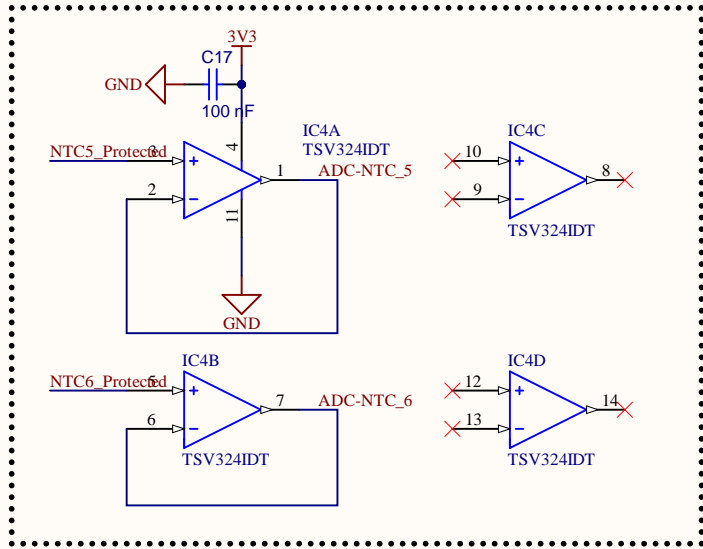 3V3
C17
GND
100 nF
IC4A
TSV324IDT
NTC5_Protected
3
4
2
1
ADC-NTC_5
11
GND
IC4C
10
9
8
TSV324IDT
IC4B
NTC6_Protected
5
6
7
ADC-NTC_6
TSV324IDT
IC4D
12
13
14
TSV324IDT